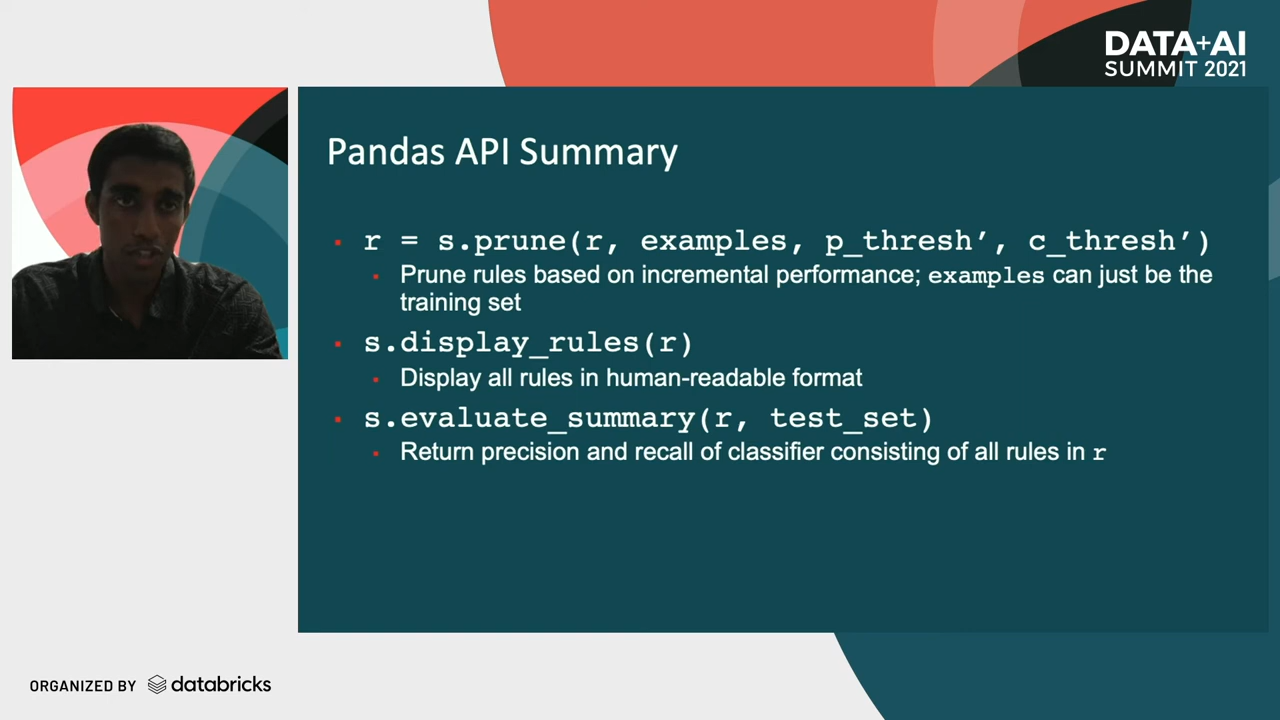 DATA+AI
SUMMIT 2021
Pandas API Summary
▪ r = s.prune(r, examples, p_thresh’, c_thresh’)
▪ Prune rules based on incremental performance; examples can just be the
training set
▪ s.display_rules(r)
▪ Display all rules in human-readable format
▪ s.evaluate_summary(r, test_set)
▪ Return precision and recall of classifier consisting of all rules in r
ORGANIZED BY databricks